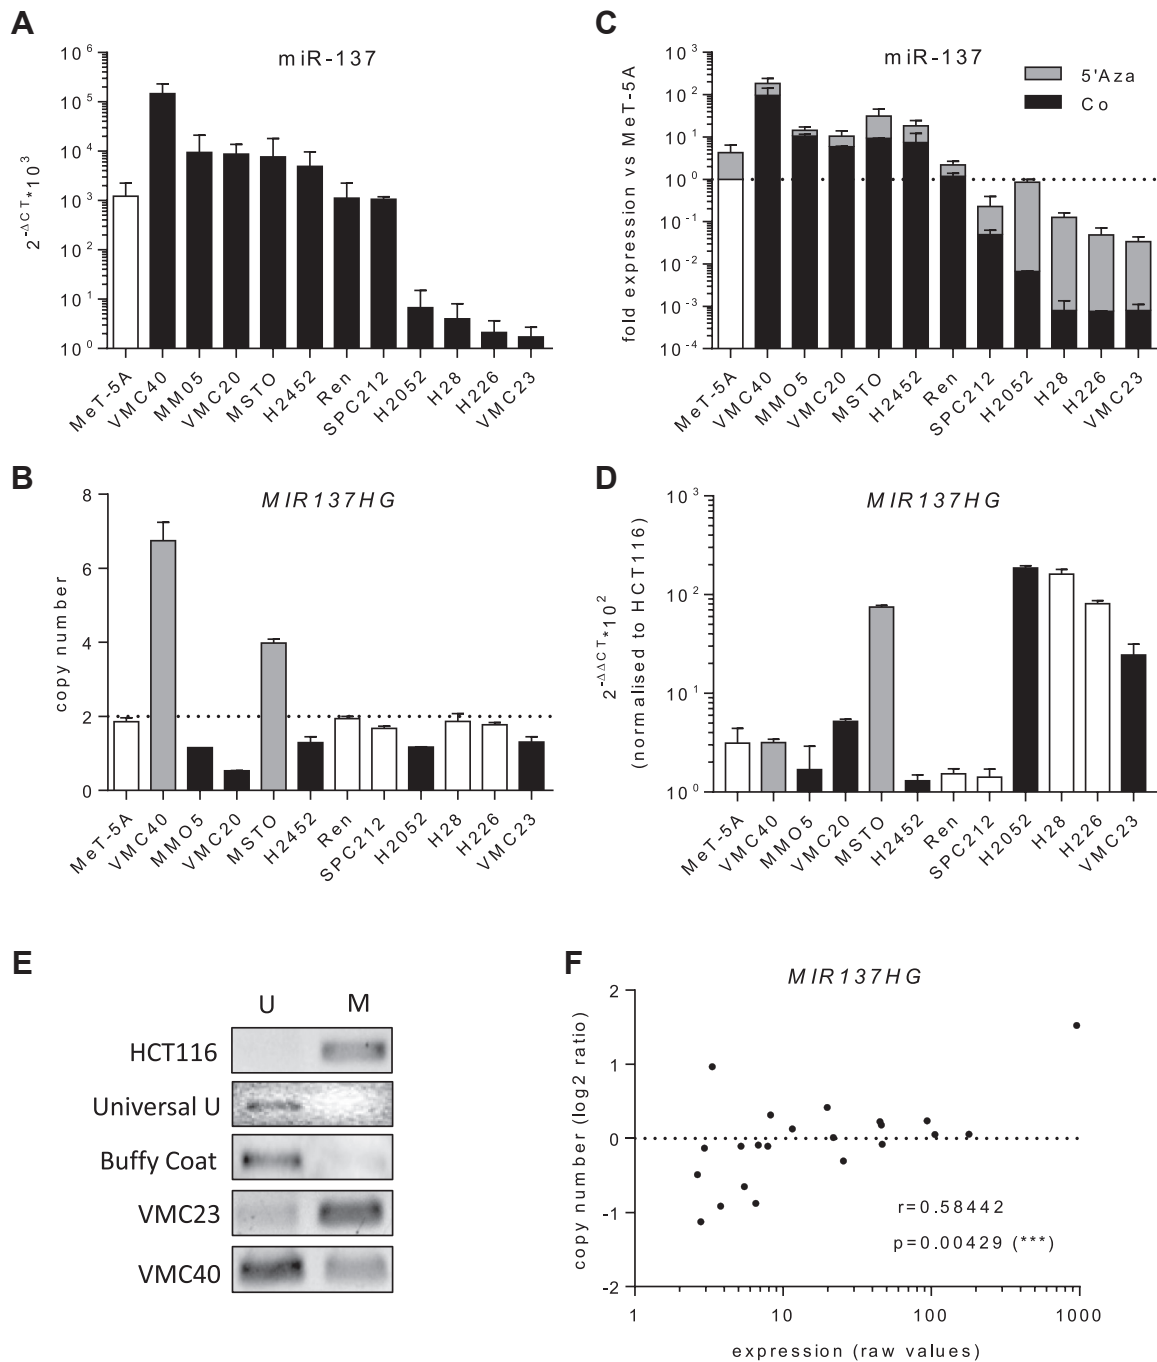 A
miR-137
2^-ΔCT*10^3
10^6
10^5
10^4
10^3
10^2
10^1
10^0
MeT-5A
VMC40
MM05
VMC20
MSTO
H2452
Ren
SPC212
H2052
H28
H226
VMC23
C
miR-137
5'Aza
Co
fold expression vs MeT-5A
10^3
10^2
10^1
10^0
10^-1
10^-2
10^-3
10^-4
MeT-5A
VMC40
MMO5
VMC20
MSTO
H2452
Ren
SPC212
H2052
H28
H226
VMC23
B
MIR137HG
copy number
8
6
4
2
0
MeT-5A
VMC40
MMO5
VMC20
MSTO
H2452
Ren
SPC212
H2052
H28
H226
VMC23
D
MIR137HG
2^-ΔΔCT*10^2
(normalised to HCT116)
10^3
10^2
10^1
10^0
MeT-5A
VMC40
MMO5
VMC20
MSTO
H2452
Ren
SPC212
H2052
H28
H226
VMC23
E
U M
HCT116
Universal U
Buffy Coat
VMC23
VMC40
F
MIR137HG
copy number (log2 ratio)
2
1
0
-1
-2
r=0.58442
p=0.00429 (***)
1 10 100 1000
expression (raw values)